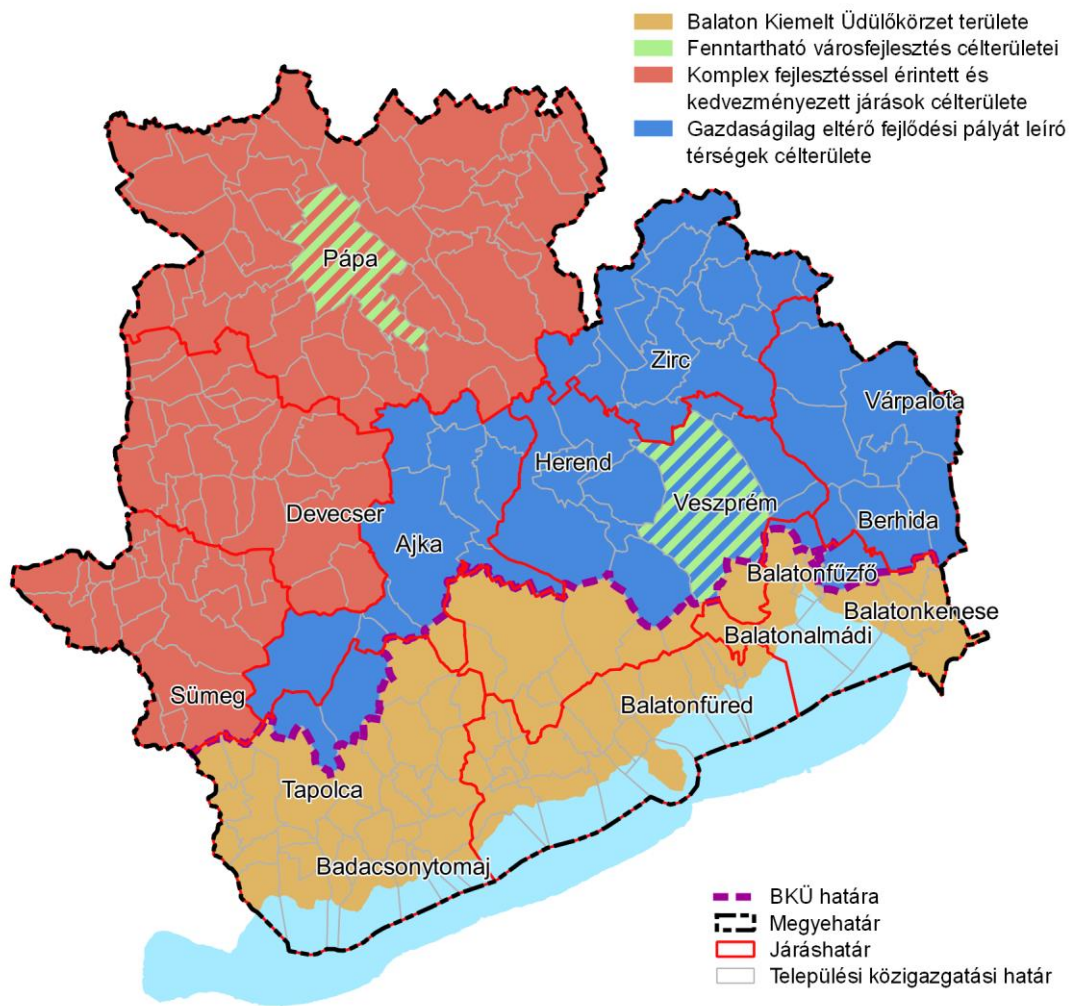 Balaton Kiemelt Üdülőkörzet területe
Fenntartható városfejlesztés célterületei
Komplex fejlesztéssel érintett és
kedvezményezett járások célterülete
Gazdaságilag eltérő fejlődési pályát leíró
térségek célterülete
Pápa
Zirc
Várpalota
Herend
Veszprém
Devecser
Ajka
Berhida
Balatonfűzfő
Balatonkenese
Balatonalmádi
Sümeg
Balatonfüred
Tapolca
Badacsonytomaj
BKÜ határa
Megyehatár
Járáshatár
Települési közigazgatási határ